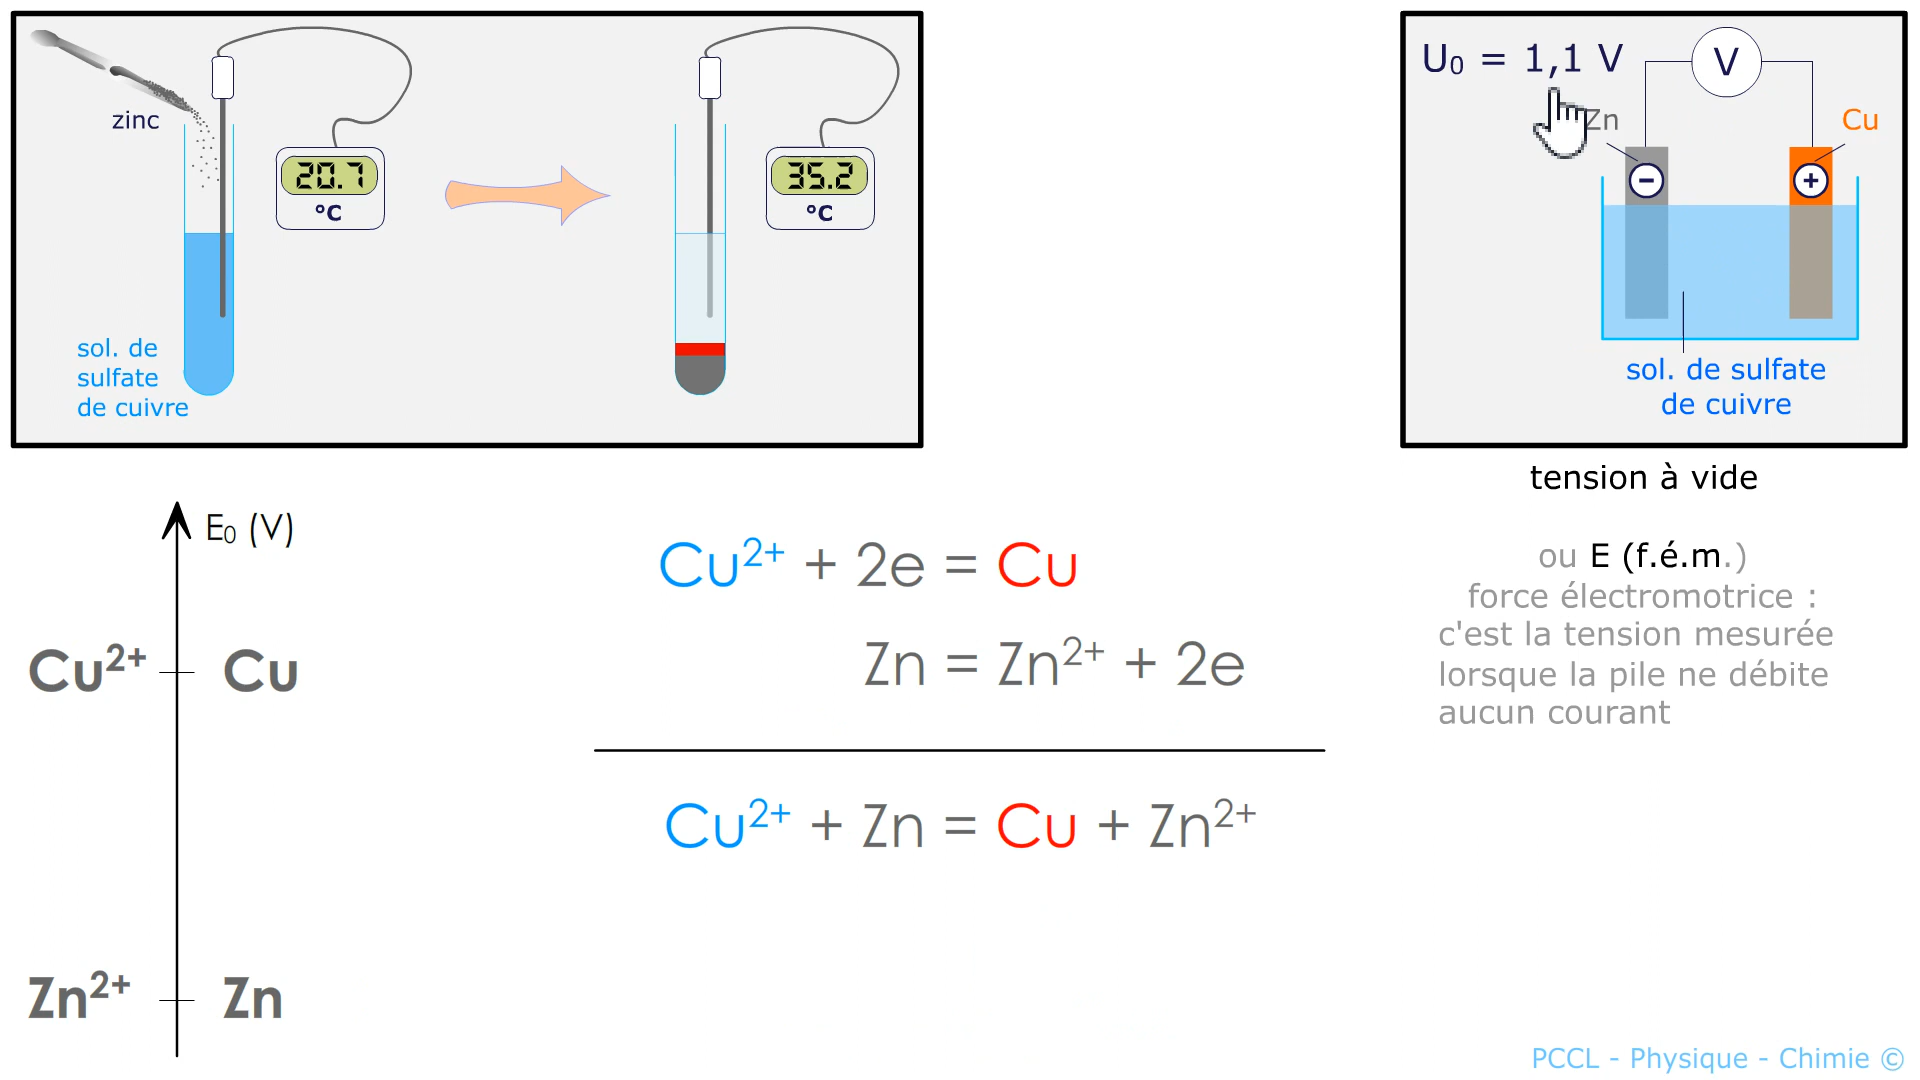 zinc
20.7
°C
sol. de
sulfate
de cuivre
35.2
°C
U₀ = 1,1 V
V
Zn
Cu
−
+
sol. de sulfate
de cuivre
tension à vide
ou E (f.é.m.)
force électromotrice :
c'est la tension mesurée
lorsque la pile ne débite
aucun courant
E₀ (V)
Cu²⁺ Cu
Zn²⁺ Zn
Cu²⁺ + 2e = Cu
Zn = Zn²⁺ + 2e
Cu²⁺ + Zn = Cu + Zn²⁺
PCCL - Physique - Chimie ©